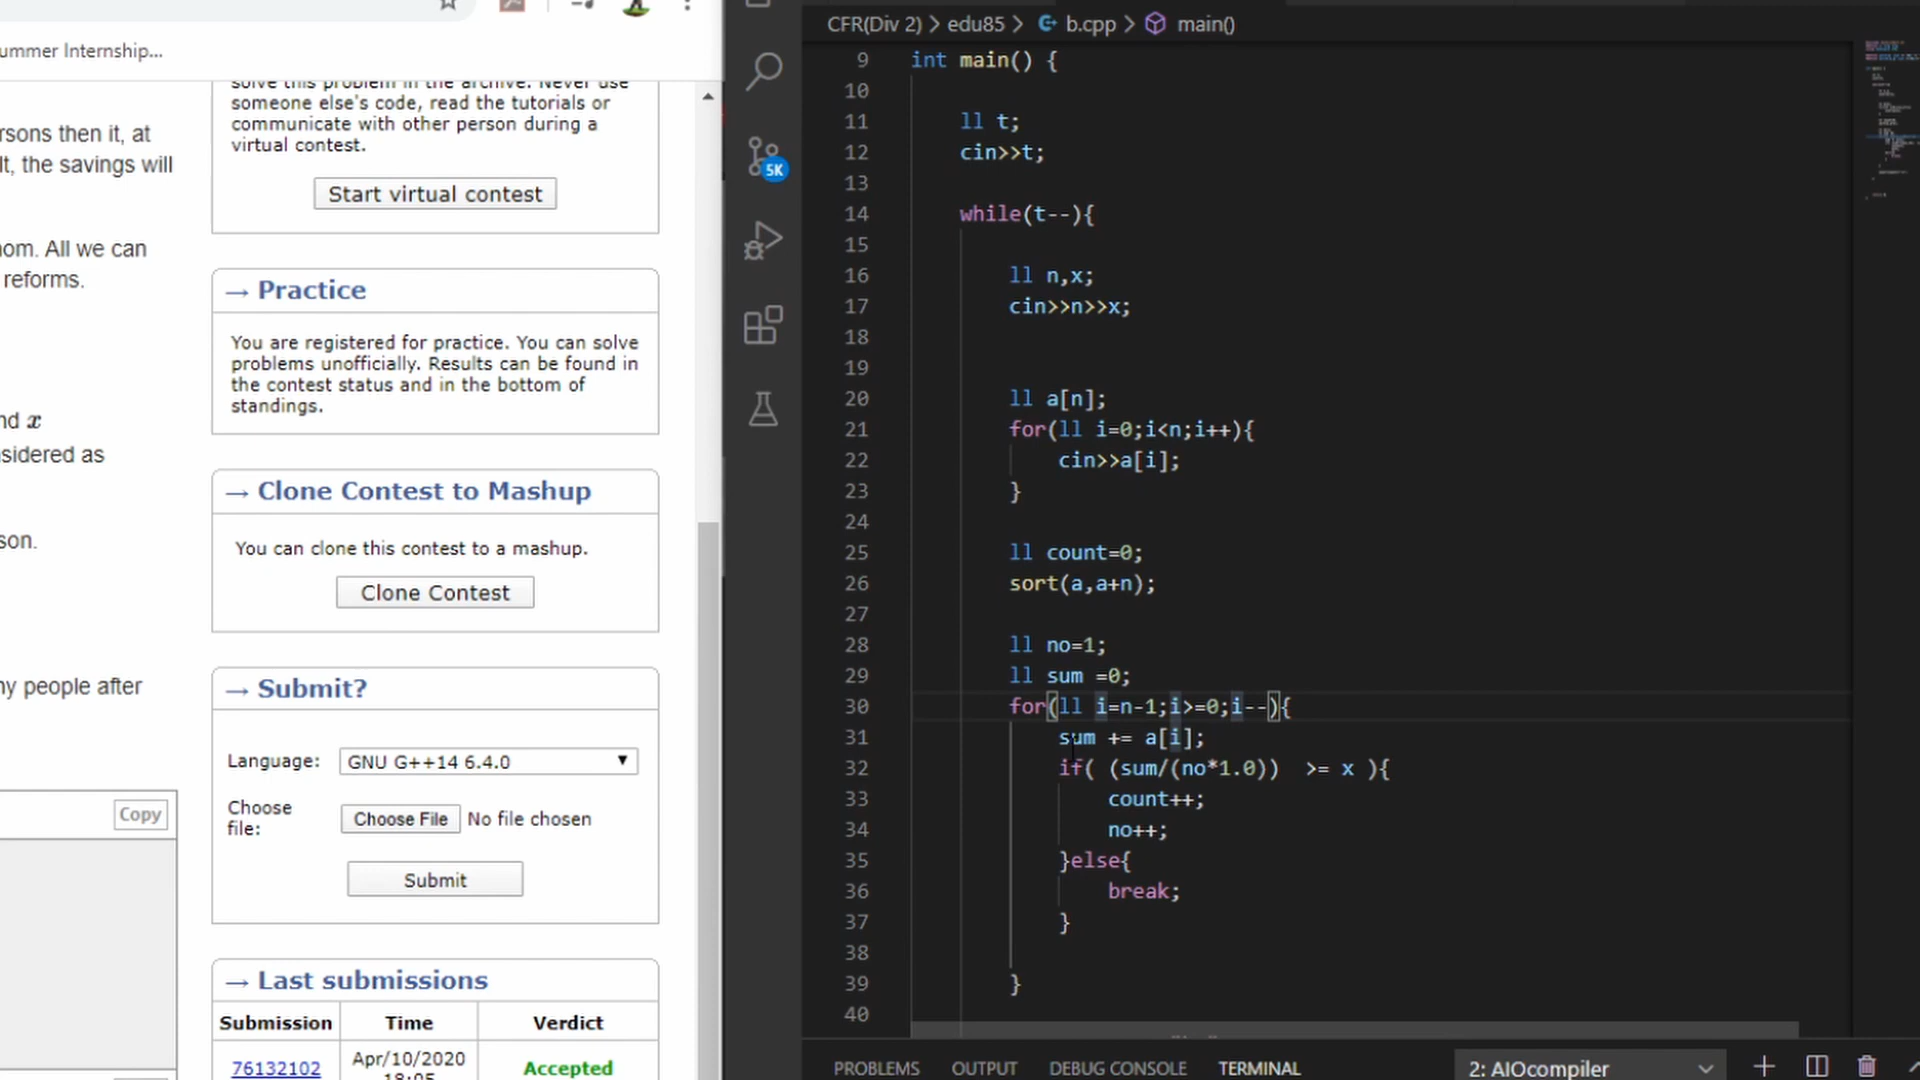 ummer Internship...
rsons then it, at
lt, the savings will
nom. All we can
reforms.
nd x
nsidered as
son.
ny people after
Copy
solve this problem in the archive. Never use
someone else's code, read the tutorials or
communicate with other person during a
virtual contest.
Start virtual contest
→ Practice
You are registered for practice. You can solve
problems unofficially. Results can be found in
the contest status and in the bottom of
standings.
→ Clone Contest to Mashup
You can clone this contest to a mashup.
Clone Contest
→ Submit?
Language: GNU G++14 6.4.0
Choose
file: Choose File No file chosen
Submit
→ Last submissions
Submission Time Verdict
76132102 Apr/10/2020 Accepted
18:05
5K
CFR(Div 2) > edu85 > b.cpp > main()
9 int main() {
10
11 ll t;
12 cin>>t;
13
14 while(t--){
15
16 ll n,x;
17 cin>>n>>x;
18
19
20 ll a[n];
21 for(ll i=0;i<n;i++){
22 cin>>a[i];
23 }
24
25 ll count=0;
26 sort(a,a+n);
27
28 ll no=1;
29 ll sum =0;
30 for(ll i=n-1;i>=0;i--){
31 sum += a[i];
32 if( (sum/(no*1.0))  >= x ){
33 count++;
34 no++;
35 }else{
36 break;
37 }
38
39 }
40
PROBLEMS OUTPUT DEBUG CONSOLE TERMINAL 2: AIOcompiler